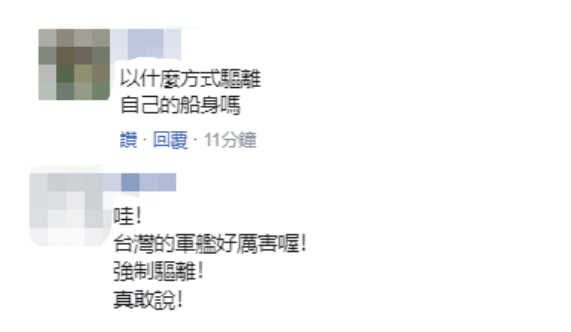 以什麼方式驅離
自己的船身嗎
讚 · 回覆 · 11分鐘
哇!
台灣的軍艦好厲害喔!
強制驅離!
真敢說!